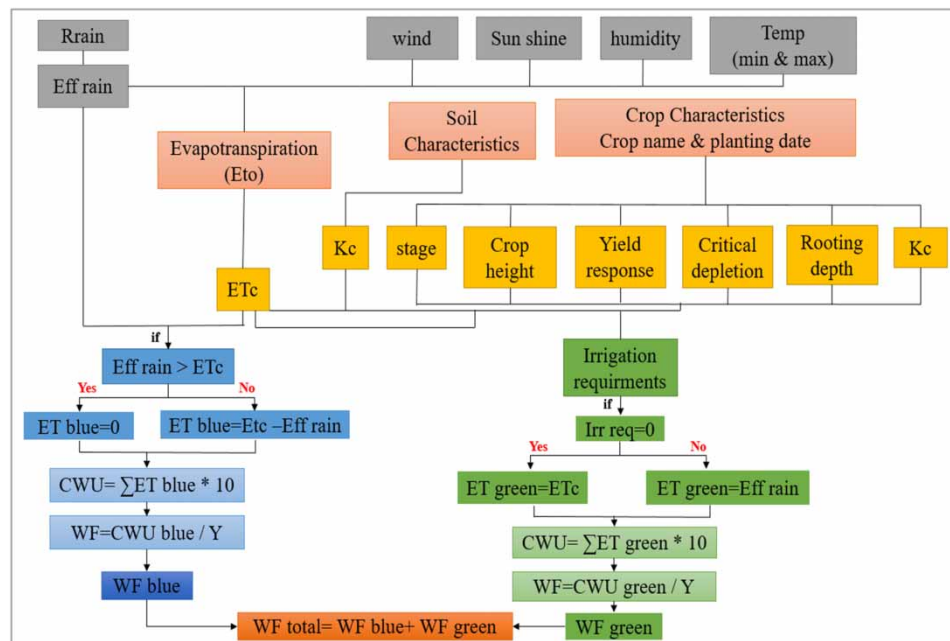 Rrain
wind
Sun shine
humidity
Temp
(min & max)
Eff rain
Soil
Characteristics
Crop Characteristics
Crop name & planting date
Evapotranspiration
(Eto)
Kc
stage
Crop
height
Yield
response
Critical
depletion
Rooting
depth
Kc
ETc
if
Eff rain > ETc
Irrigation
requirments
Yes
No
if
ET blue=0
ET blue=Etc –Eff rain
Irr req=0
Yes
No
CWU= ∑ET blue * 10
ET green=ETc
ET green=Eff rain
WF=CWU blue / Y
CWU= ∑ET green * 10
WF blue
WF=CWU green / Y
WF total= WF blue+ WF green
WF green